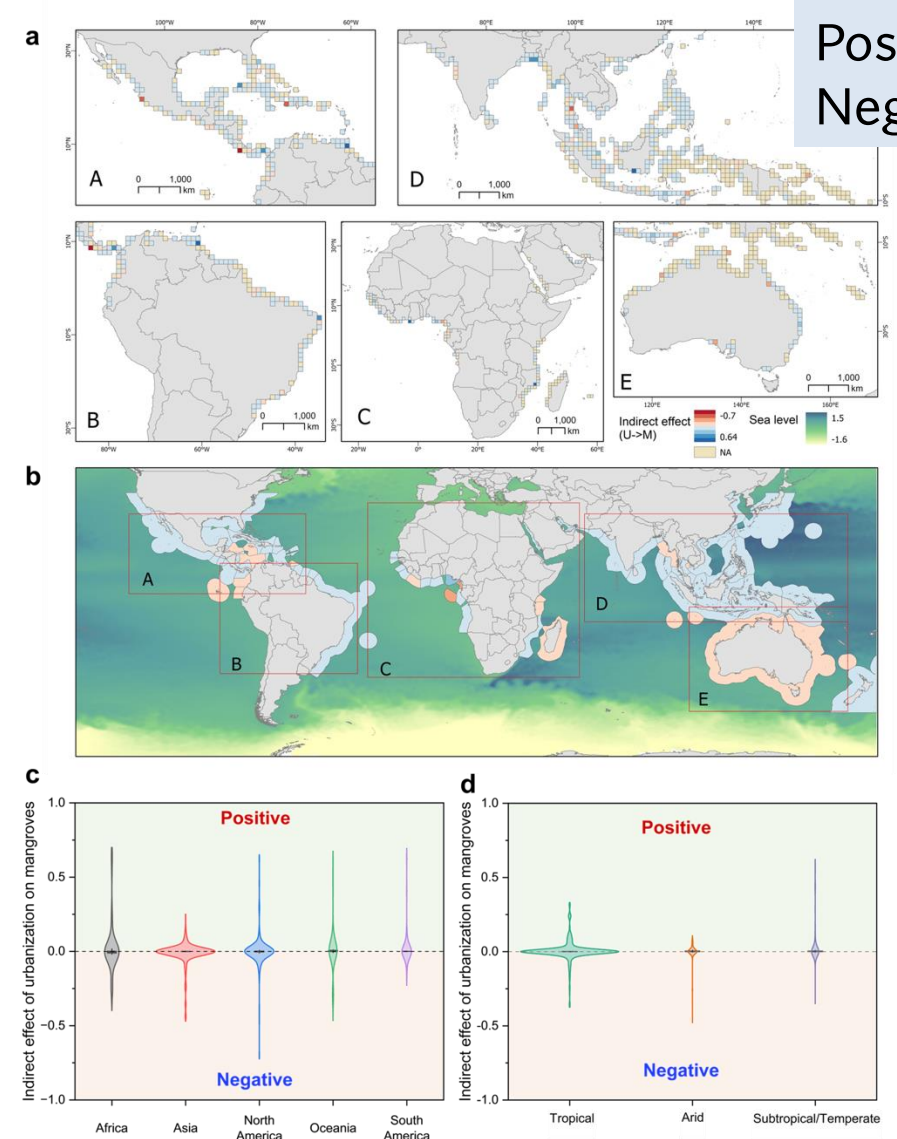 Pos
Neg
a
100°W 80°W 60°W
80°E 100°E 120°E 140°E
30°N
10°N
A
0 1,000
km
D
0 1,000
km
10°S
10°N
10°S
30°S
B
0 1,000
km
80°W 60°W 40°W
30°N
10°N
10°S
30°S
C
0 1,000
km
20°W 0° 20°E 40°E 60°E
10°S
30°S
E
0 1,000
km
120°E 140°E 160°E
Indirect effect
(U->M)
-0.7
0.64
NA
Sea level
1.5
-1.6
b
A
B
C
D
E
c
Indirect effect of urbanization on mangroves
1.0
0.5
0.0
-0.5
−1.0
Positive
Negative
Africa
Asia
North
America
Oceania
South
America
d
Indirect effect of urbanization on mangroves
1.0
0.5
0.0
-0.5
-1.0
Positive
Negative
Tropical
Arid
Subtropical/Temperate